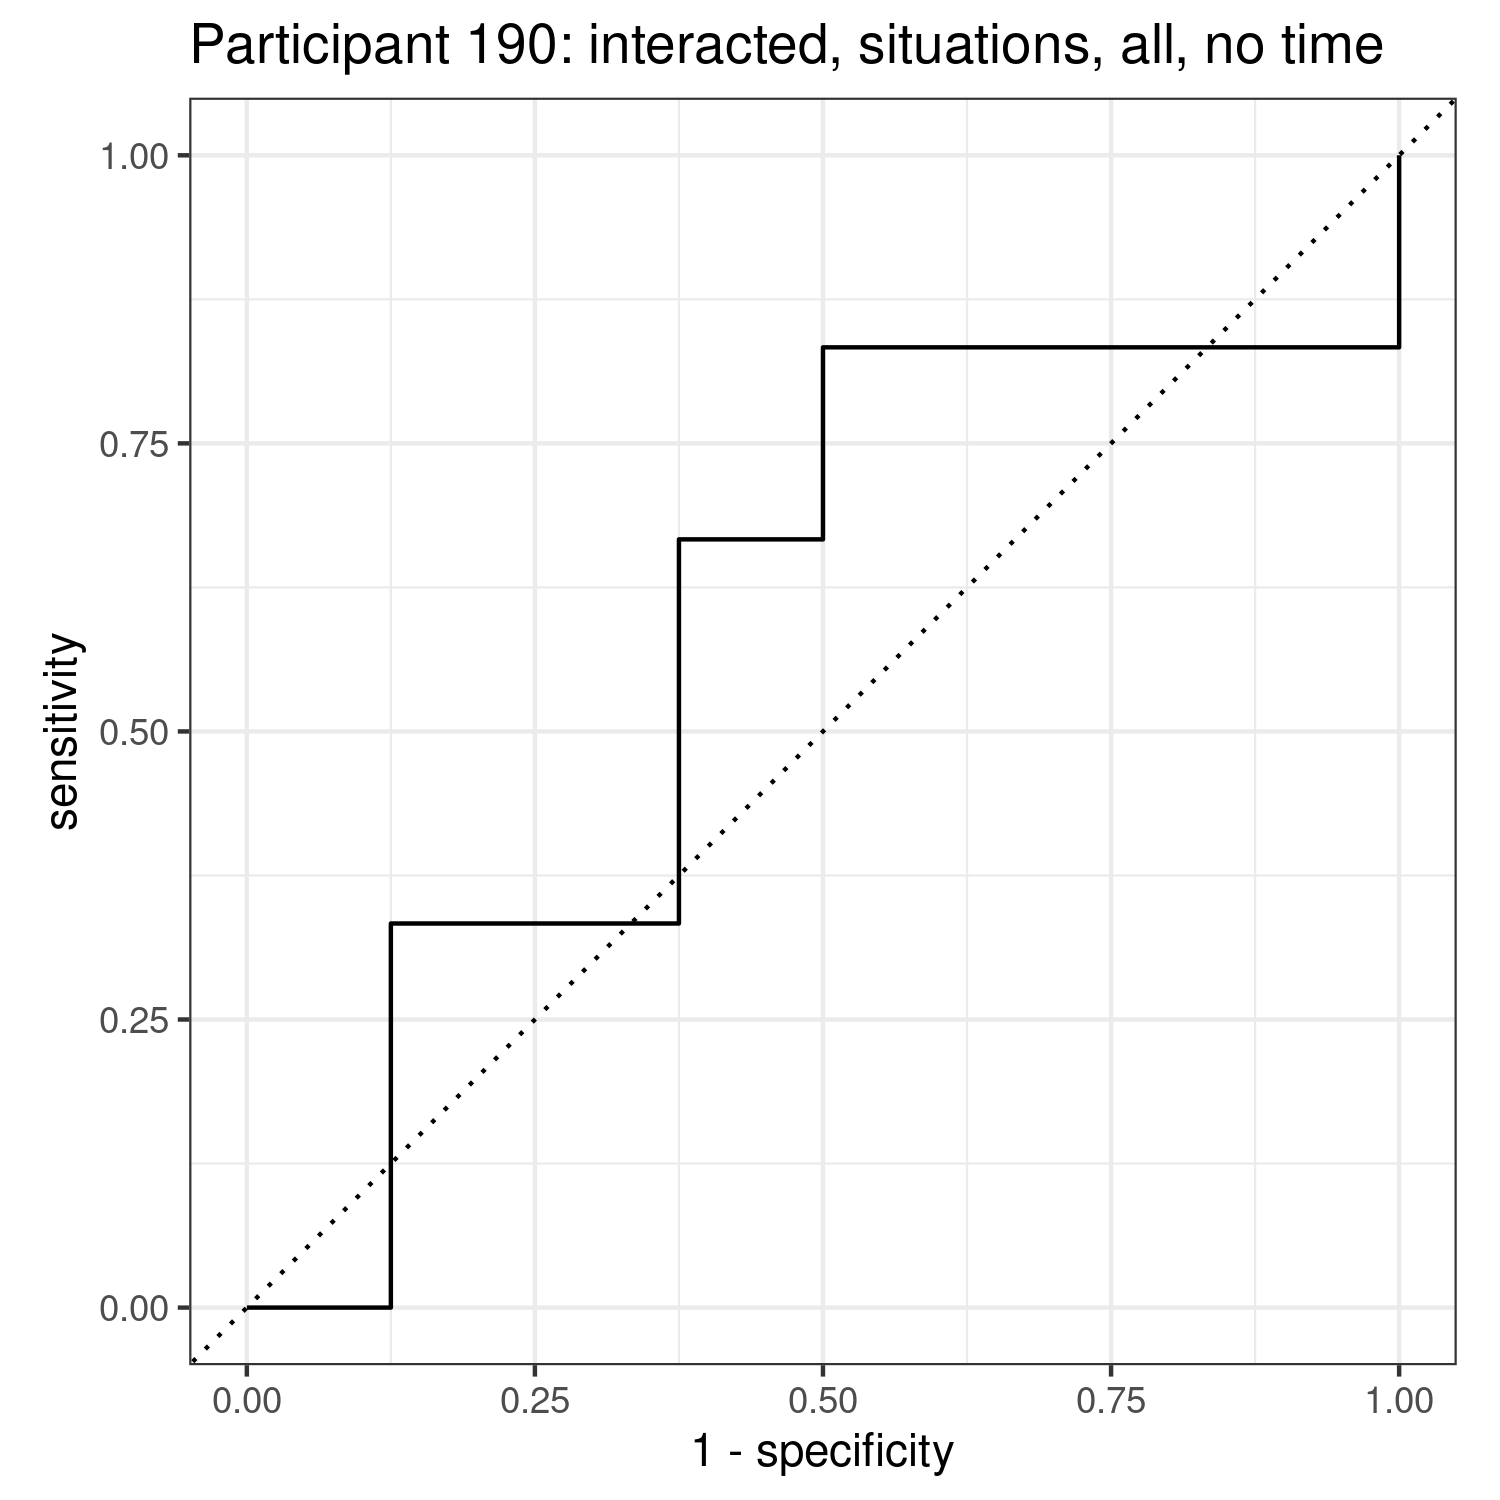 Participant 190: interacted, situations, all, no time
1.00
0.75
0.50
0.25
0.00
sensitivity
0.00 0.25 0.50 0.75 1.00
1 - specificity